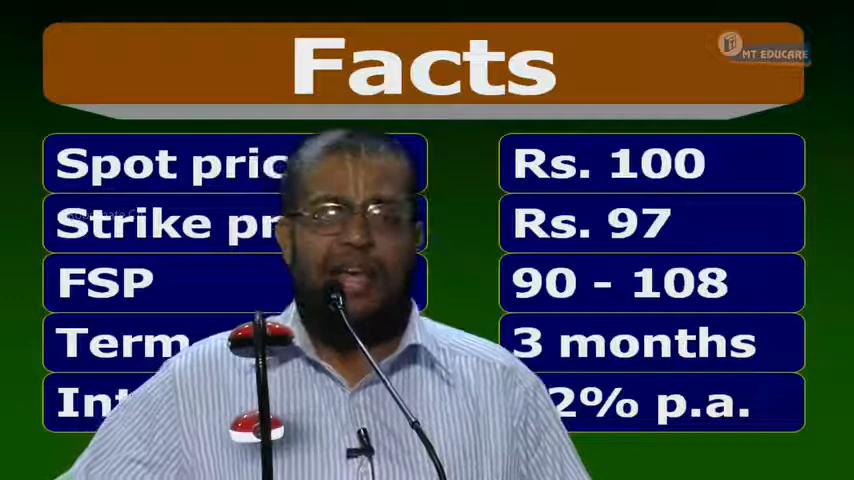 MT EDUCARE
Facts
Spot pric
Rs. 100
Strike pr
Rs. 97
FSP
90 - 108
Term
3 months
Int
2% p.a.